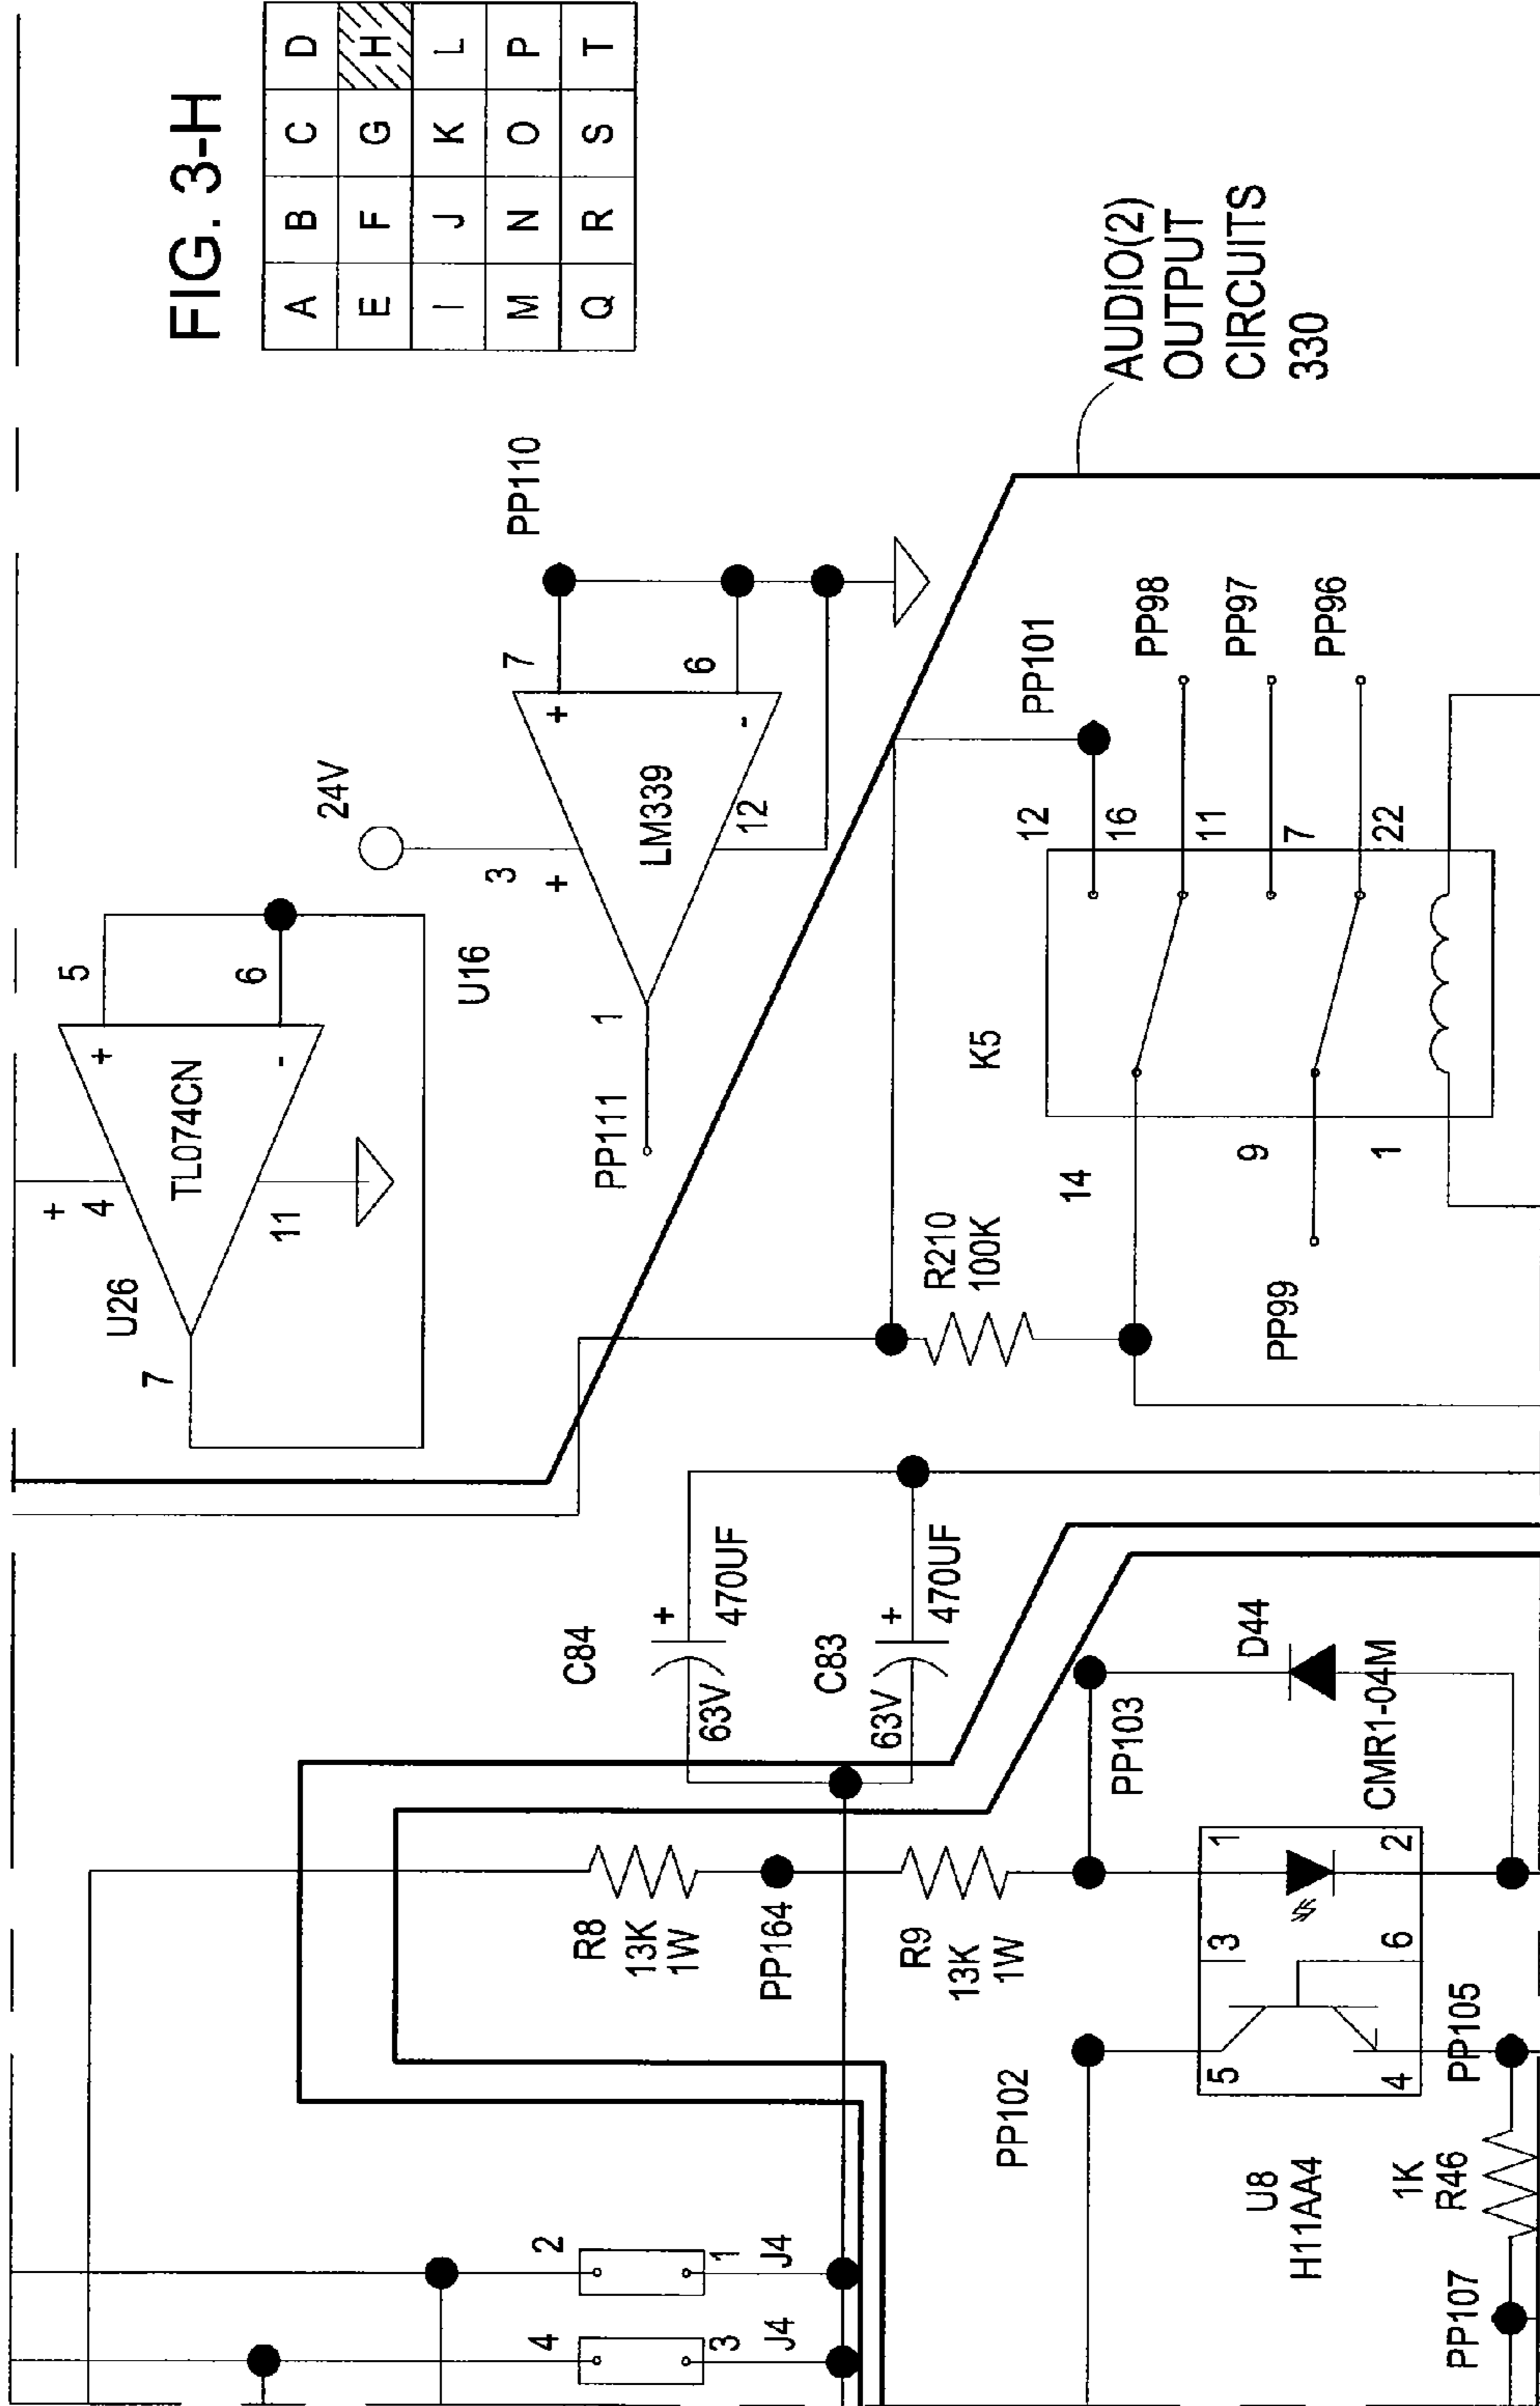 FIG. 3-H
A B C D
E F G H
I J K L
M N O P
Q R S T
U26
TL074CN
+
-
+
4
5
6
7
11
24V
U16
LM339
+
-
+
3
7
6
12
1
PP110
PP111
AUDIO(2)
OUTPUT
CIRCUITS
330
C84
+
470UF
63V
C83
+
470UF
63V
R210
100K
PP101
K5
12
16
11
7
22
14
9
1
PP98
PP97
PP96
PP99
4
2
3
1
J4
J4
R8
13K
1W
PP164
R9
13K
1W
PP103
D44
CMR1-04M
PP102
U8
H11AA4
5
3
1
4
6
2
PP105
1K
R46
PP107